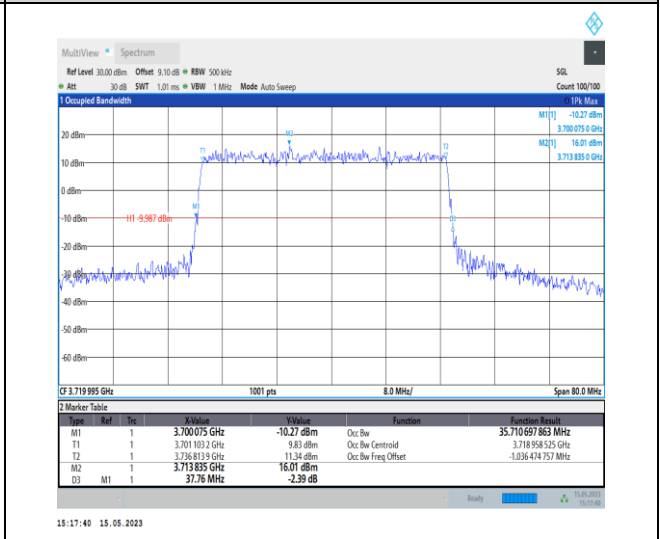 MultiView Spectrum
Ref Level 30.00 dBm Offset 9.10 dB RBW 500 kHz SGL
Att 30 dB SWT 1.01 ms VBW 1 MHz Mode Auto Sweep Count 100/100
1 Occupied Bandwidth 1Pk Max
M1[1] -10.27 dBm
3.700 075 0 GHz
M2[1] 16.01 dBm
3.713 835 0 GHz
20 dBm
M2
T1
T2
10 dBm
0 dBm
M1
-10 dBm
H1 -9.987 dBm
D3
-20 dBm
-30 dBm
-40 dBm
-50 dBm
-60 dBm
CF 3.719 995 GHz 1001 pts 8.0 MHz/ Span 80.0 MHz
2 Marker Table
Type Ref Trc X-Value Y-Value Function Function Result
M1 1 3.700 075 GHz -10.27 dBm Occ Bw 35.710 697 863 MHz
T1 1 3.701 103 2 GHz 9.83 dBm Occ Bw Centroid 3.718 958 525 GHz
T2 1 3.736 813 9 GHz 11.34 dBm Occ Bw Freq Offset -1.036 474 757 MHz
M2 1 3.713 835 GHz 16.01 dBm
D3 M1 1 37.76 MHz -2.39 dB
Ready 15.05.2023
15:17:40
15:17:40 15.05.2023